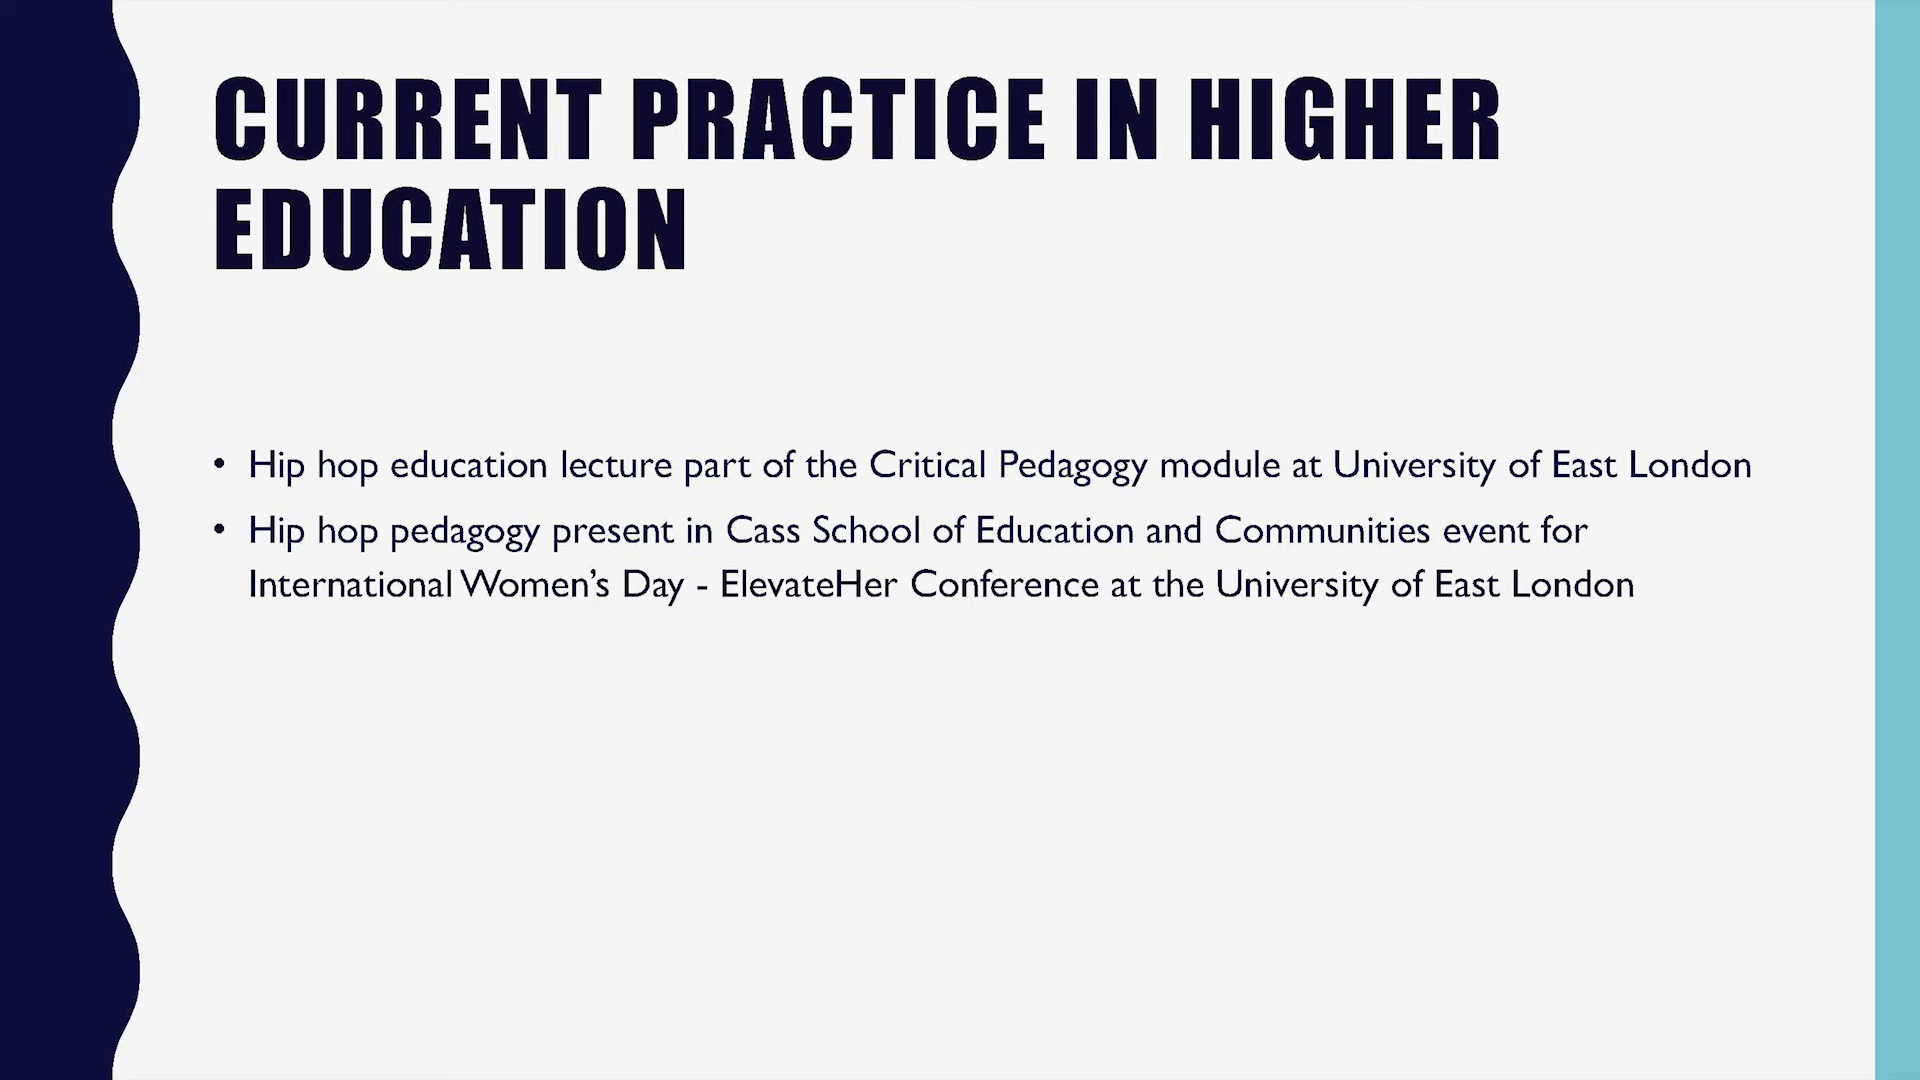 CURRENT PRACTICE IN HIGHER
EDUCATION
• Hip hop education lecture part of the Critical Pedagogy module at University of East London
• Hip hop pedagogy present in Cass School of Education and Communities event for
International Women’s Day - ElevateHer Conference at the University of East London